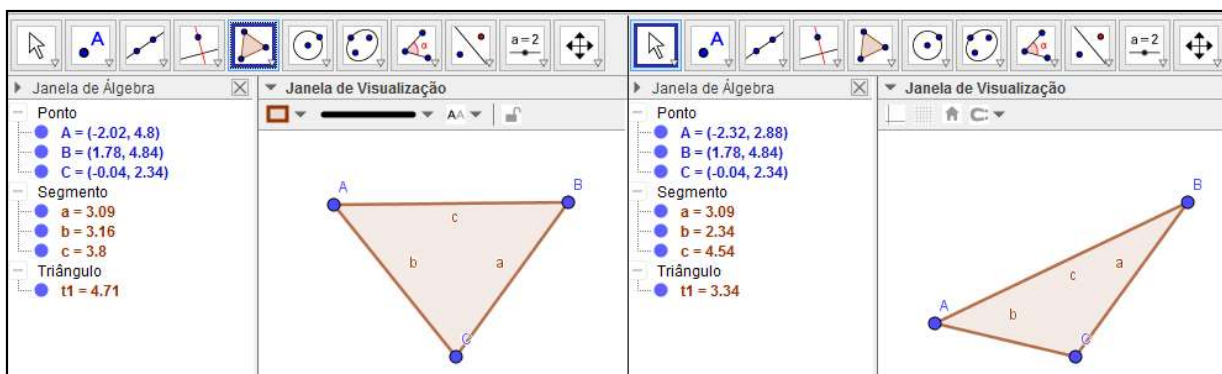 A α a=2
Janela de Álgebra
Ponto
A = (-2.02, 4.8)
B = (1.78, 4.84)
C = (-0.04, 2.34)
Segmento
a = 3.09
b = 3.16
c = 3.8
Triângulo
t1 = 4.71
Janela de Visualização
AA
A
B
c
b
a
C
A α a=2
Janela de Álgebra
Ponto
A = (-2.32, 2.88)
B = (1.78, 4.84)
C = (-0.04, 2.34)
Segmento
a = 3.09
b = 2.34
c = 4.54
Triângulo
t1 = 3.34
Janela de Visualização
B
a
c
A
b
C